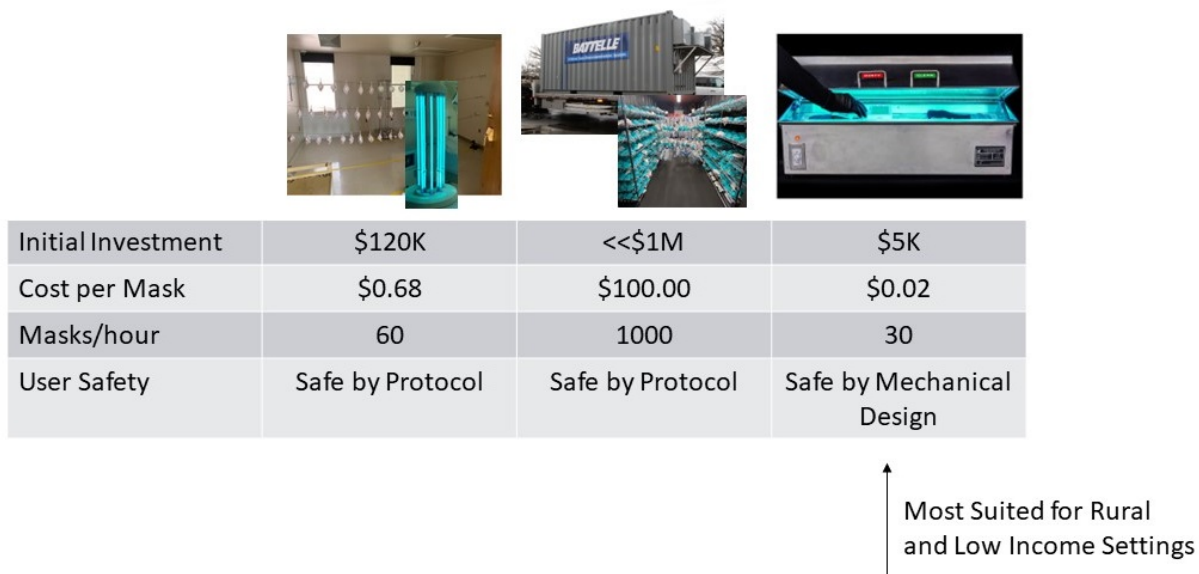 BATTELLE
Initial Investment $120K <<$1M $5K
Cost per Mask $0.68 $100.00 $0.02
Masks/hour 60 1000 30
User Safety Safe by Protocol Safe by Protocol Safe by Mechanical
Design
Most Suited for Rural
and Low Income Settings